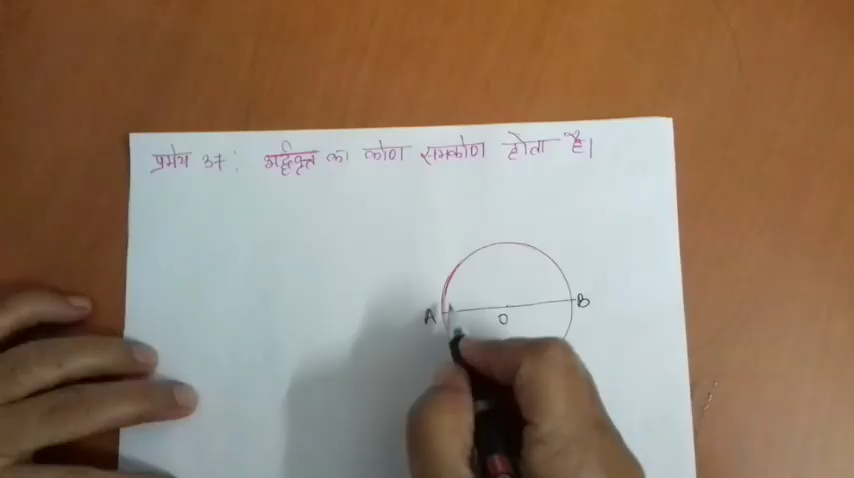 प्रमेय 37: अर्द्धवृत्त का कोण समकोण होता है।
A O B